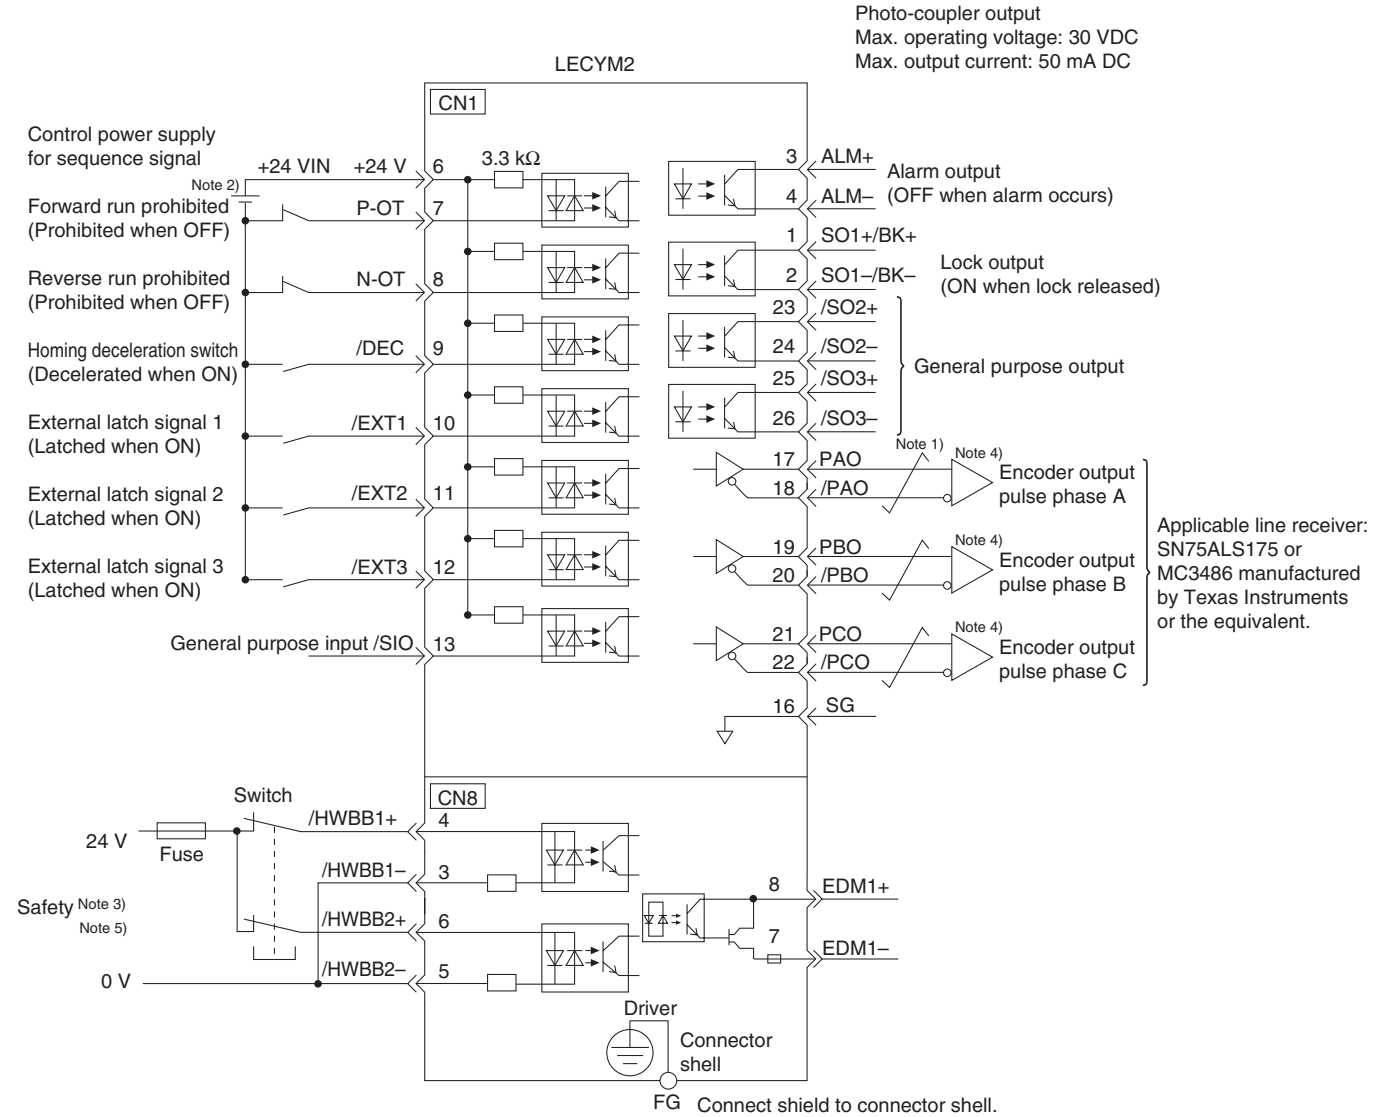 Photo-coupler output
Max. operating voltage: 30 VDC
Max. output current: 50 mA DC
LECYM2
CN1
Control power supply
for sequence signal
+24 VIN
+24 V
6
3.3 kΩ
Note 2)
Forward run prohibited
(Prohibited when OFF)
P-OT
7
Reverse run prohibited
(Prohibited when OFF)
N-OT
8
Homing deceleration switch
(Decelerated when ON)
/DEC
9
External latch signal 1
(Latched when ON)
/EXT1
10
External latch signal 2
(Latched when ON)
/EXT2
11
External latch signal 3
(Latched when ON)
/EXT3
12
General purpose input /SIO
13
3
ALM+
4
ALM–
Alarm output
(OFF when alarm occurs)
1
SO1+/BK+
2
SO1–/BK–
Lock output
(ON when lock released)
23
/SO2+
24
/SO2–
25
/SO3+
26
/SO3–
General purpose output
Note 1)
17
PAO
18
/PAO
Note 4)
Encoder output
pulse phase A
19
PBO
20
/PBO
Note 4)
Encoder output
pulse phase B
21
PCO
22
/PCO
Note 4)
Encoder output
pulse phase C
Applicable line receiver:
SN75ALS175 or
MC3486 manufactured
by Texas Instruments
or the equivalent.
16
SG
CN8
Switch
24 V
Fuse
/HWBB1+
4
/HWBB1–
3
Safety Note 3)
Note 5)
/HWBB2+
6
/HWBB2–
5
0 V
8
EDM1+
7
EDM1–
Driver
Connector
shell
FG
Connect shield to connector shell.